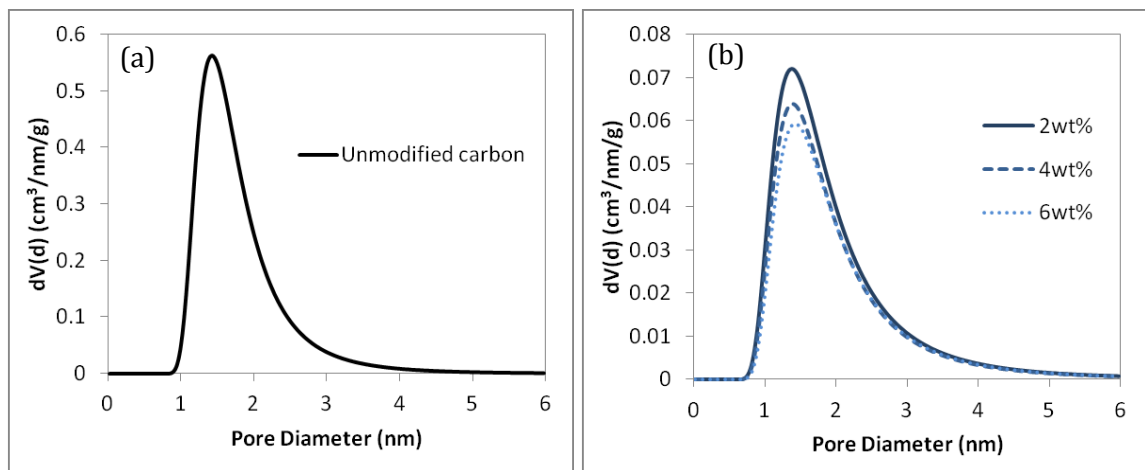 (a)
Unmodified carbon
dV(d) (cm³/nm/g)
0.6
0.5
0.4
0.3
0.2
0.1
0
0 1 2 3 4 5 6
Pore Diameter (nm)
(b)
2wt%
4wt%
6wt%
dV(d) (cm³/nm/g)
0.08
0.07
0.06
0.05
0.04
0.03
0.02
0.01
0
0 1 2 3 4 5 6
Pore Diameter (nm)